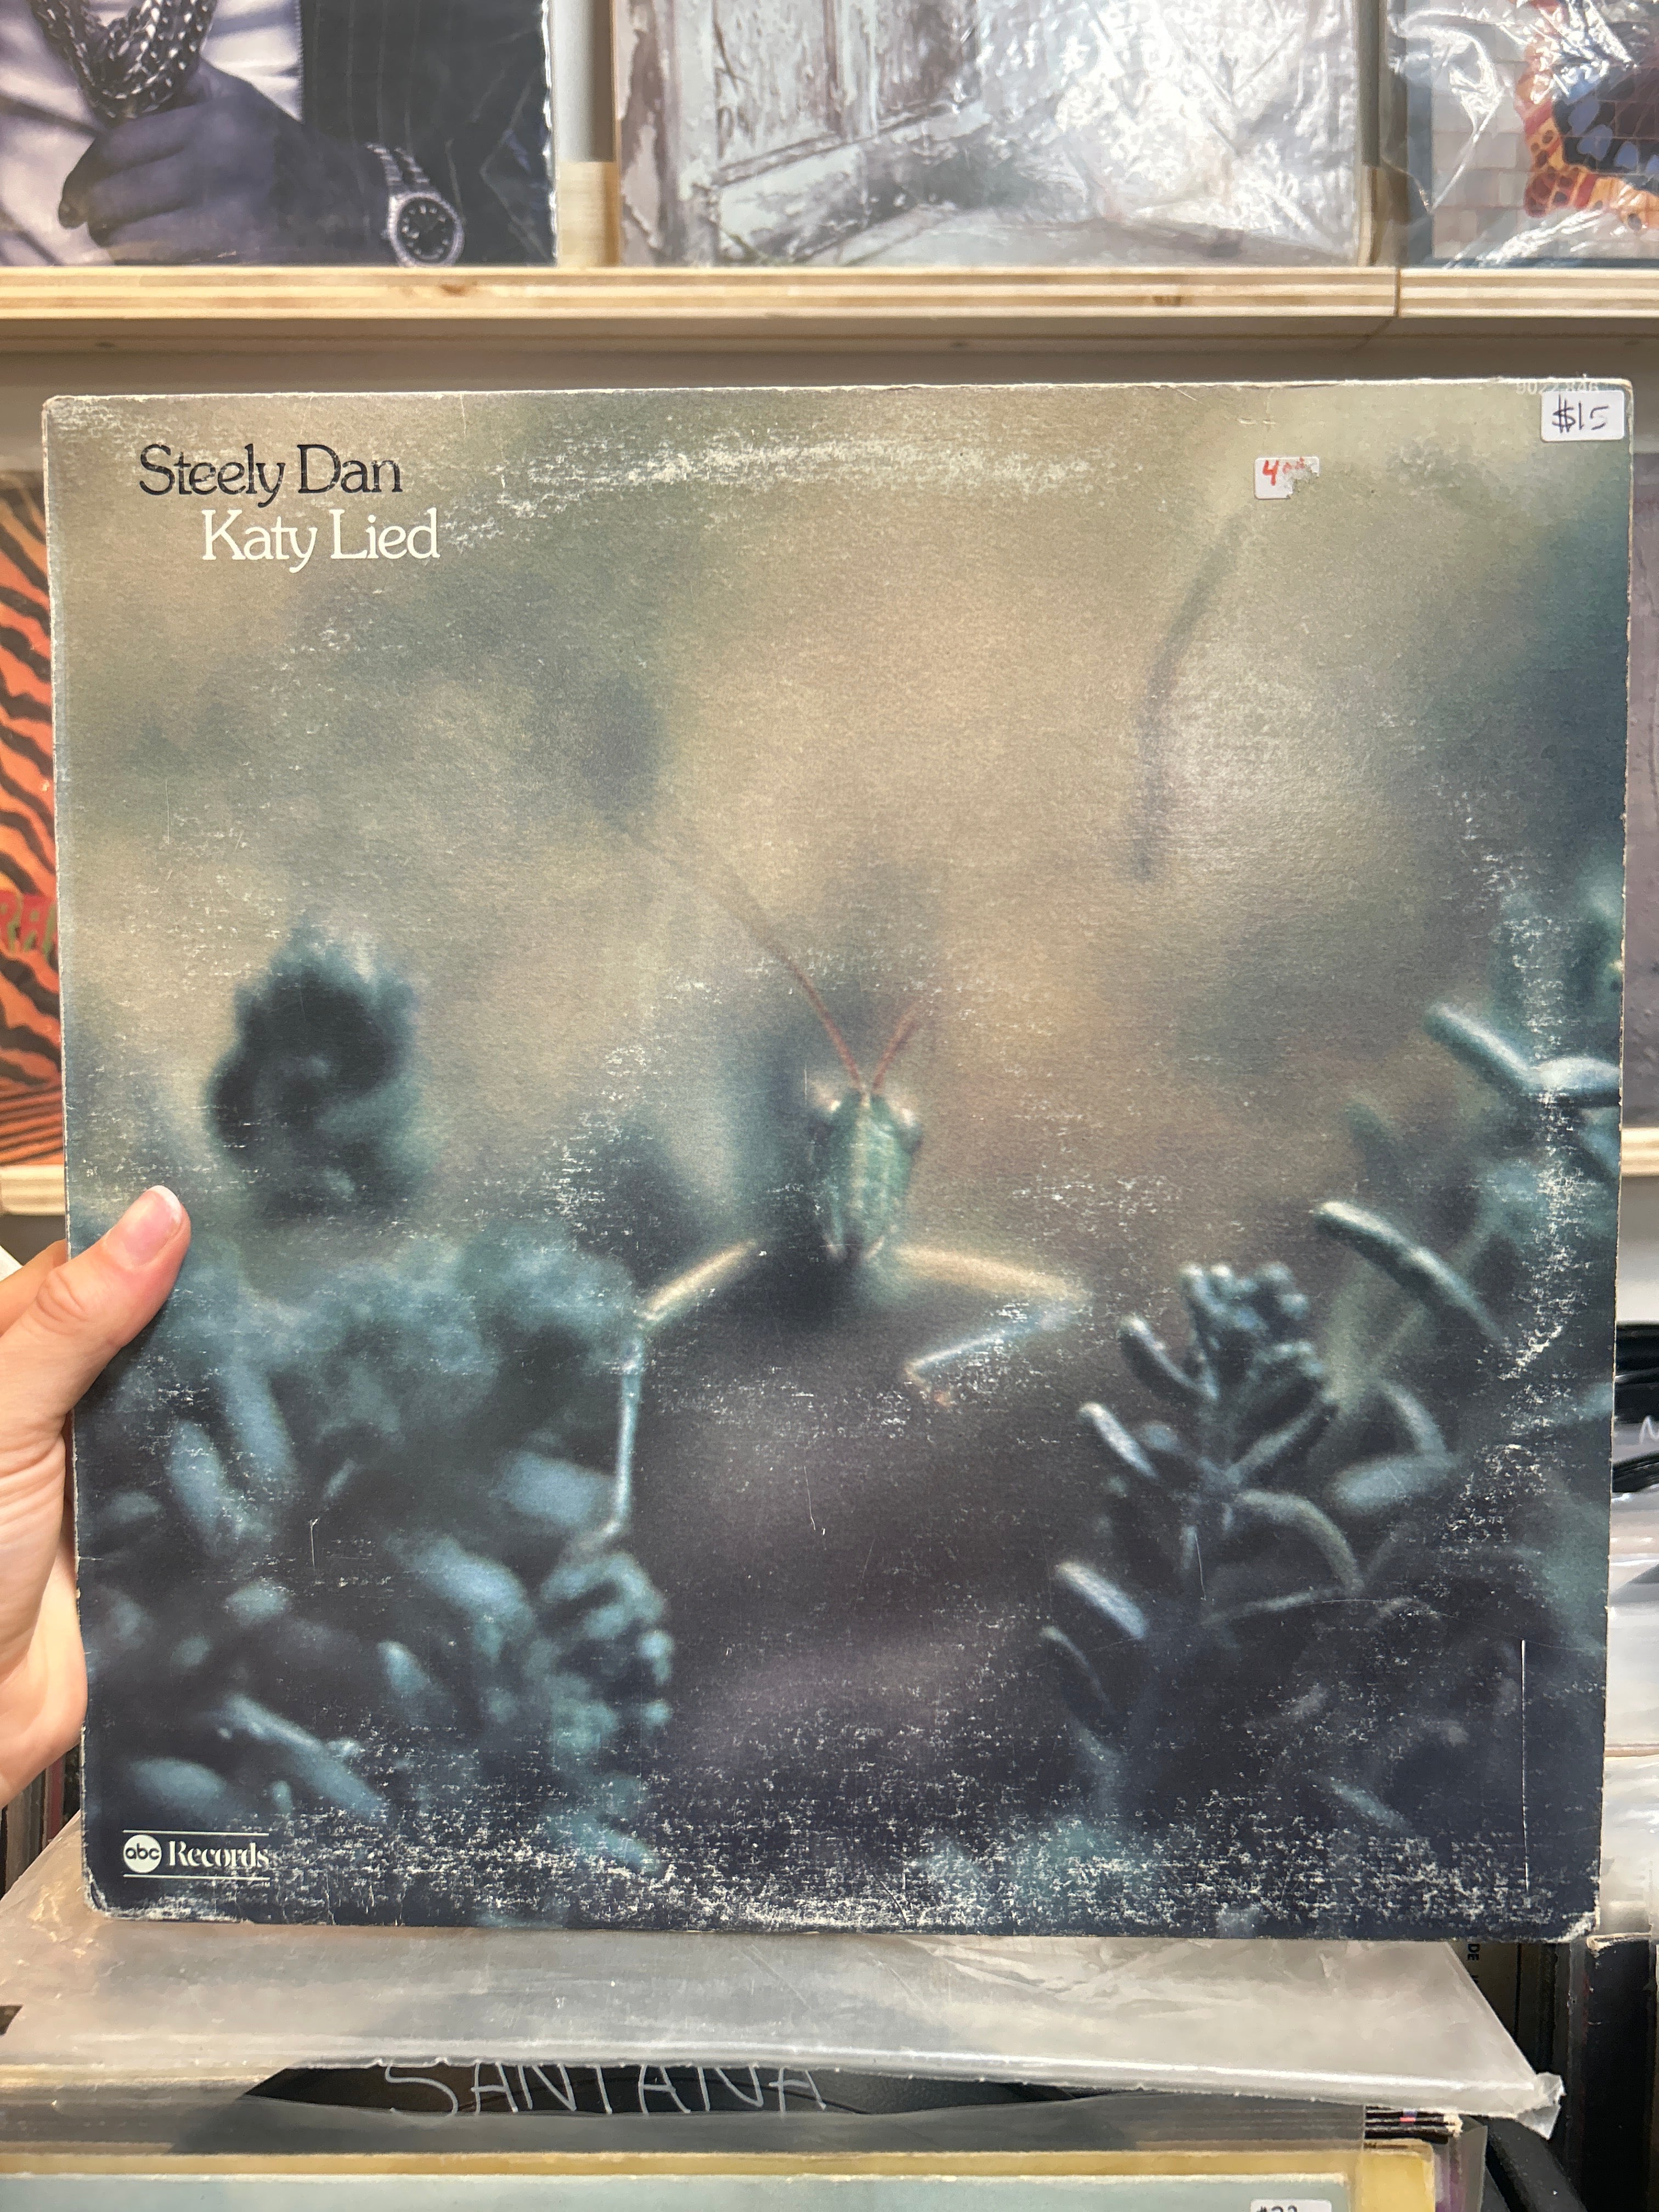 $15
Steely Dan
Katy Lied
abc Records
SANTANA